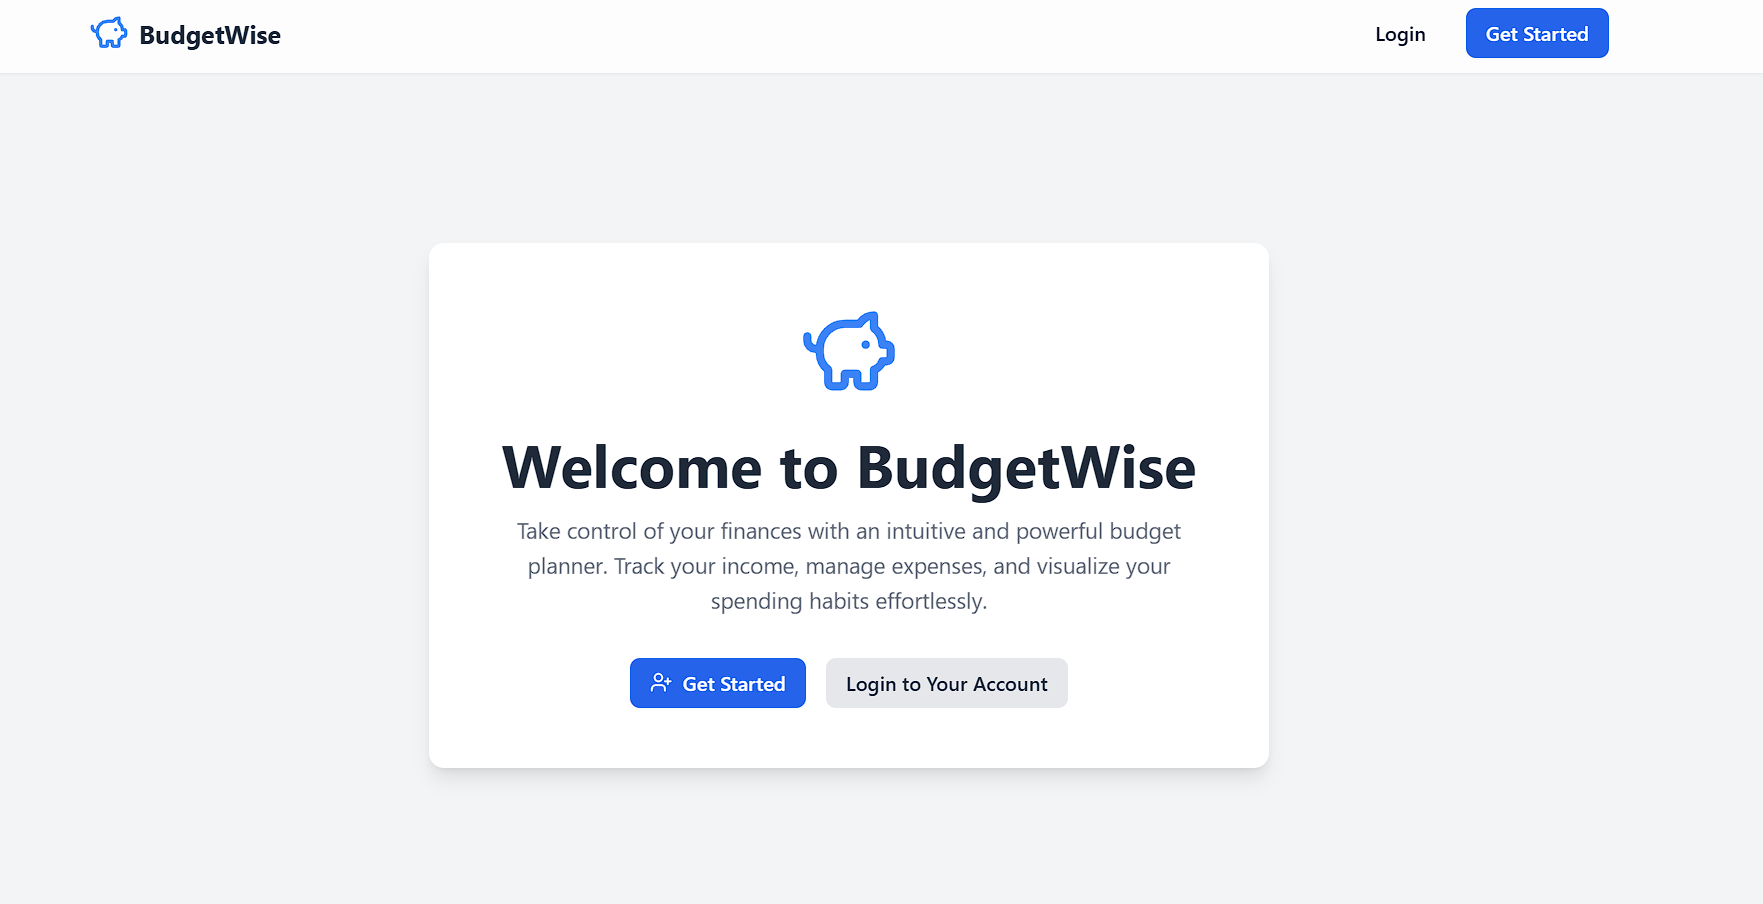 BudgetWise
Login
Get Started
Welcome to BudgetWise
Take control of your finances with an intuitive and powerful budget
planner. Track your income, manage expenses, and visualize your
spending habits effortlessly.
Get Started
Login to Your Account